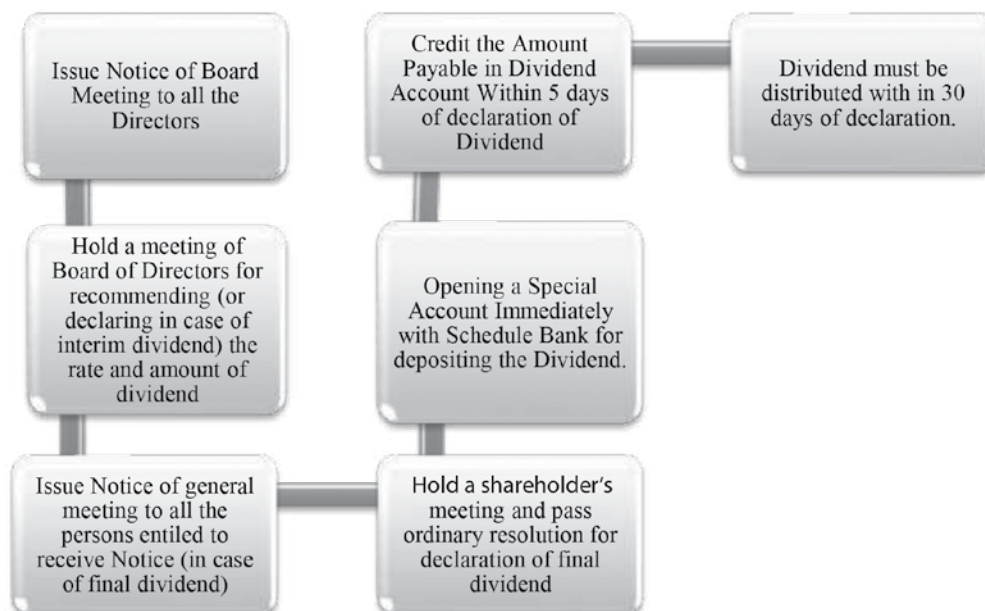 Issue Notice of Board
Meeting to all the
Directors
Hold a meeting of
Board of Directors for
recommending (or
declaring in case of
interim dividend) the
rate and amount of
dividend
Issue Notice of general
meeting to all the
persons entiled to
receive Notice (in case
of final dividend)
Hold a shareholder's
meeting and pass
ordinary resolution for
declaration of final
dividend
Opening a Special
Account Immediately
with Schedule Bank for
depositing the Dividend.
Credit the Amount
Payable in Dividend
Account Within 5 days
of declaration of
Dividend
Dividend must be
distributed with in 30
days of declaration.